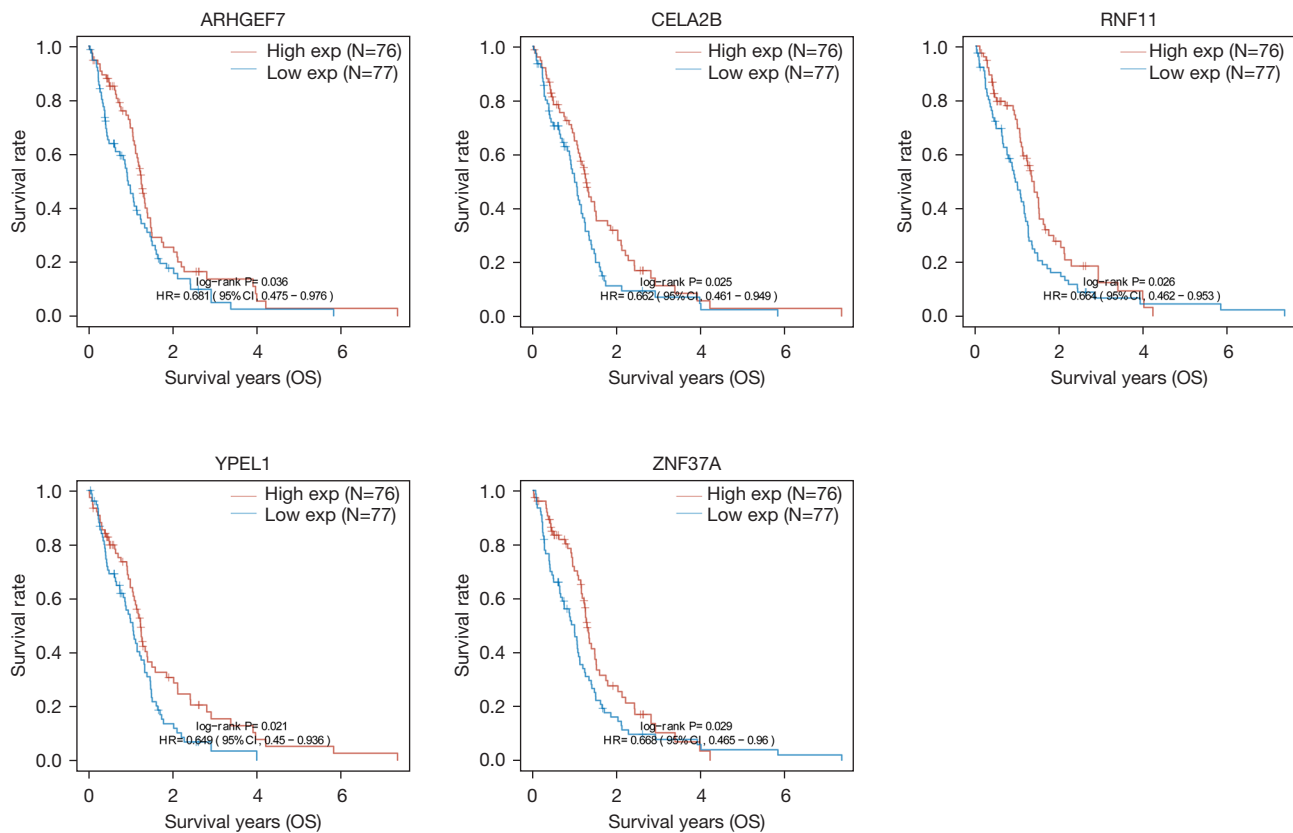 ARHGEF7
High exp (N=76)
Low exp (N=77)
Survival rate
1.0
0.8
0.6
0.4
0.2
0.0
log−rank P= 0.036
HR= 0.681 ( 95% CI, 0.475 − 0.976)
0 2 4 6
Survival years (OS)
CELA2B
High exp (N=76)
Low exp (N=77)
Survival rate
1.0
0.8
0.6
0.4
0.2
0.0
log−rank P= 0.025
HR= 0.662 ( 95% CI, 0.461 − 0.949)
0 2 4 6
Survival years (OS)
RNF11
High exp (N=76)
Low exp (N=77)
Survival rate
1.0
0.8
0.6
0.4
0.2
0.0
log−rank P= 0.026
HR= 0.664 ( 95% CI, 0.462 − 0.953)
0 2 4 6
Survival years (OS)
YPEL1
High exp (N=76)
Low exp (N=77)
Survival rate
1.0
0.8
0.6
0.4
0.2
0.0
log−rank P= 0.021
HR= 0.649 ( 95% CI, 0.45 − 0.936 )
0 2 4 6
Survival years (OS)
ZNF37A
High exp (N=76)
Low exp (N=77)
Survival rate
1.0
0.8
0.6
0.4
0.2
0.0
log−rank P= 0.029
HR= 0.668 ( 95% CI, 0.465 − 0.96 )
0 2 4 6
Survival years (OS)